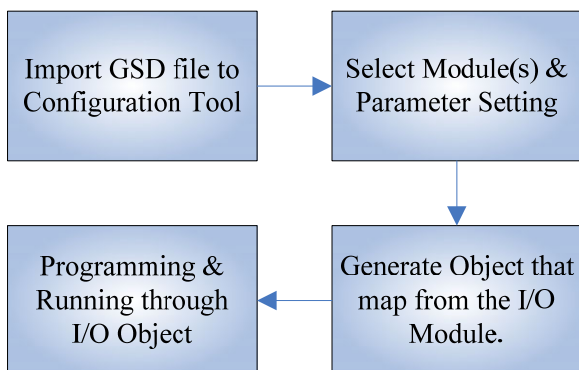 Import GSD file to
Configuration Tool
Select Module(s) &
Parameter Setting
Generate Object that
map from the I/O
Module.
Programming &
Running through
I/O Object